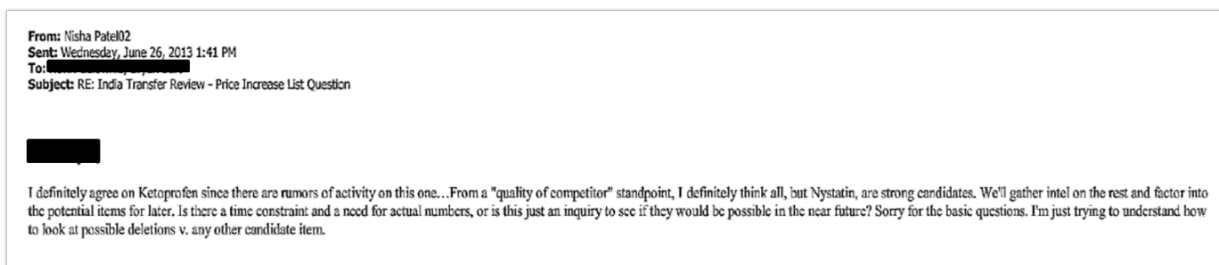 From: Nisha Patel02
Sent: Wednesday, June 26, 2013 1:41 PM
To:
Subject: RE: India Transfer Review - Price Increase List Question
I definitely agree on Ketoprofen since there are rumors of activity on this one…From a "quality of competitor" standpoint, I definitely think all, but Nystatin, are strong candidates. We'll gather intel on the rest and factor into
the potential items for later. Is there a time constraint and a need for actual numbers, or is this just an inquiry to see if they would be possible in the near future? Sorry for the basic questions. I'm just trying to understand how
to look at possible deletions v. any other candidate item.